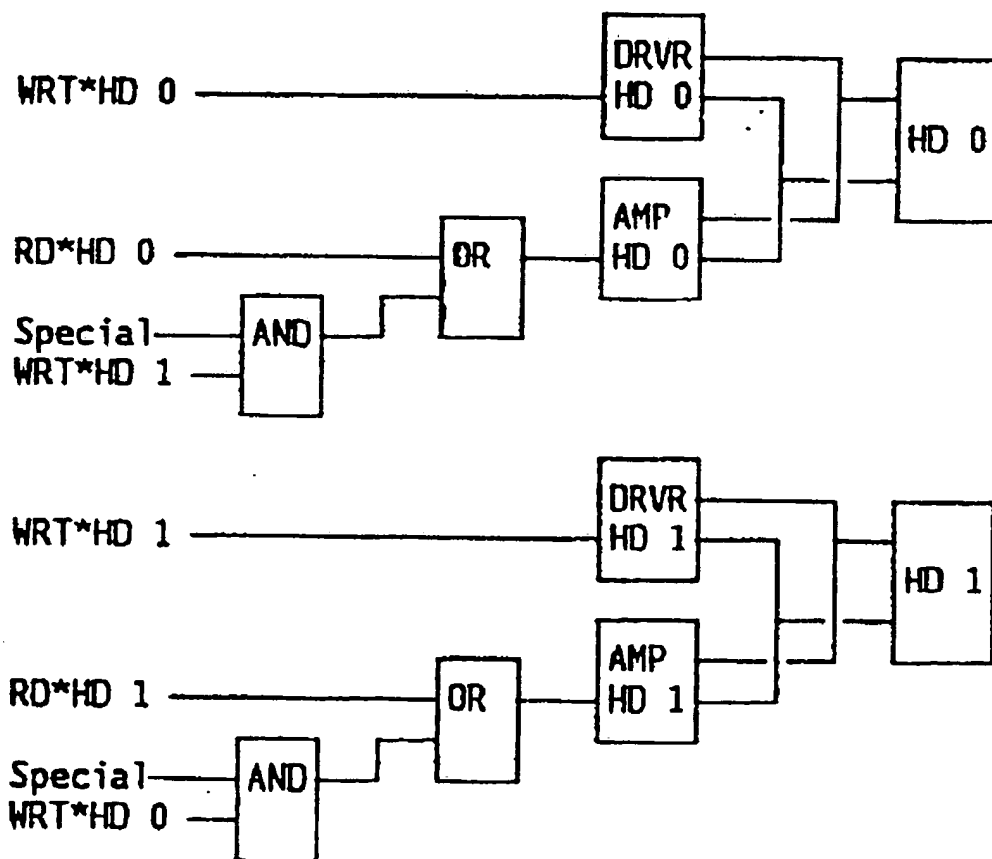 DRVR
HD 0
WRT*HD 0
HD 0
AMP
HD 0
RD*HD 0
OR
Special
AND
WRT*HD 1
DRVR
HD 1
WRT*HD 1
HD 1
AMP
HD 1
RD*HD 1
OR
Special
AND
WRT*HD 0